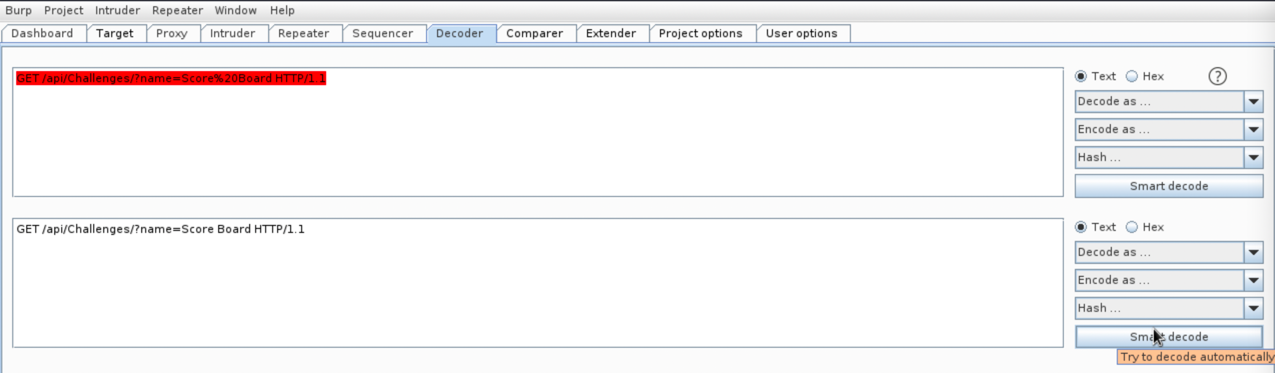 Burp Project Intruder Repeater Window Help
Dashboard Target Proxy Intruder Repeater Sequencer Decoder Comparer Extender Project options User options
GET /api/Challenges/?name=Score%20Board HTTP/1.1
Text Hex ?
Decode as ...
Encode as ...
Hash ...
Smart decode
GET /api/Challenges/?name=Score Board HTTP/1.1
Text Hex
Decode as ...
Encode as ...
Hash ...
Smart decode
Try to decode automatically